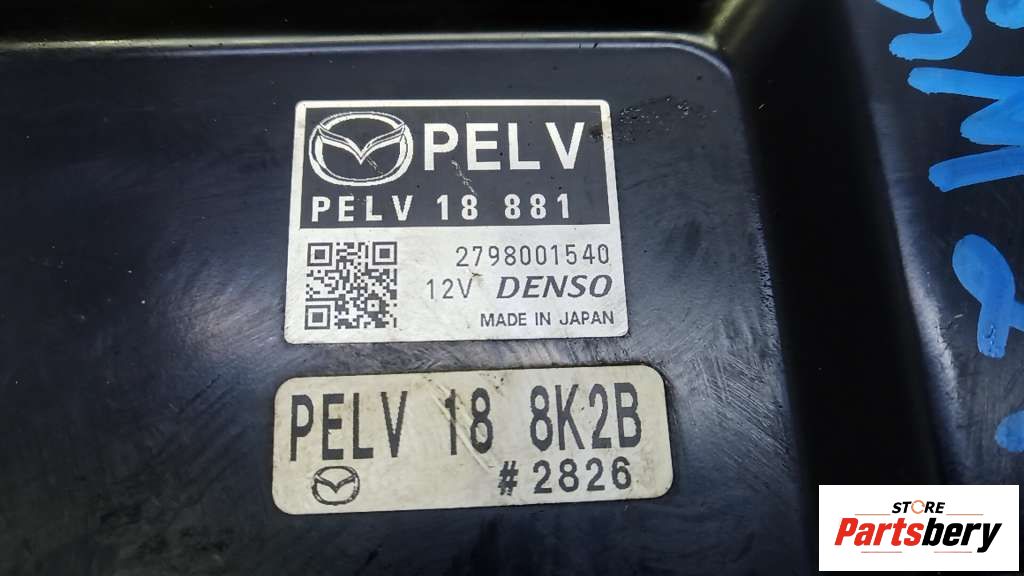 PELV
PELV 18 881
2798001540
12V DENSO
MADE IN JAPAN
PELV 18 8K2B
#2826
STORE
Partsbery